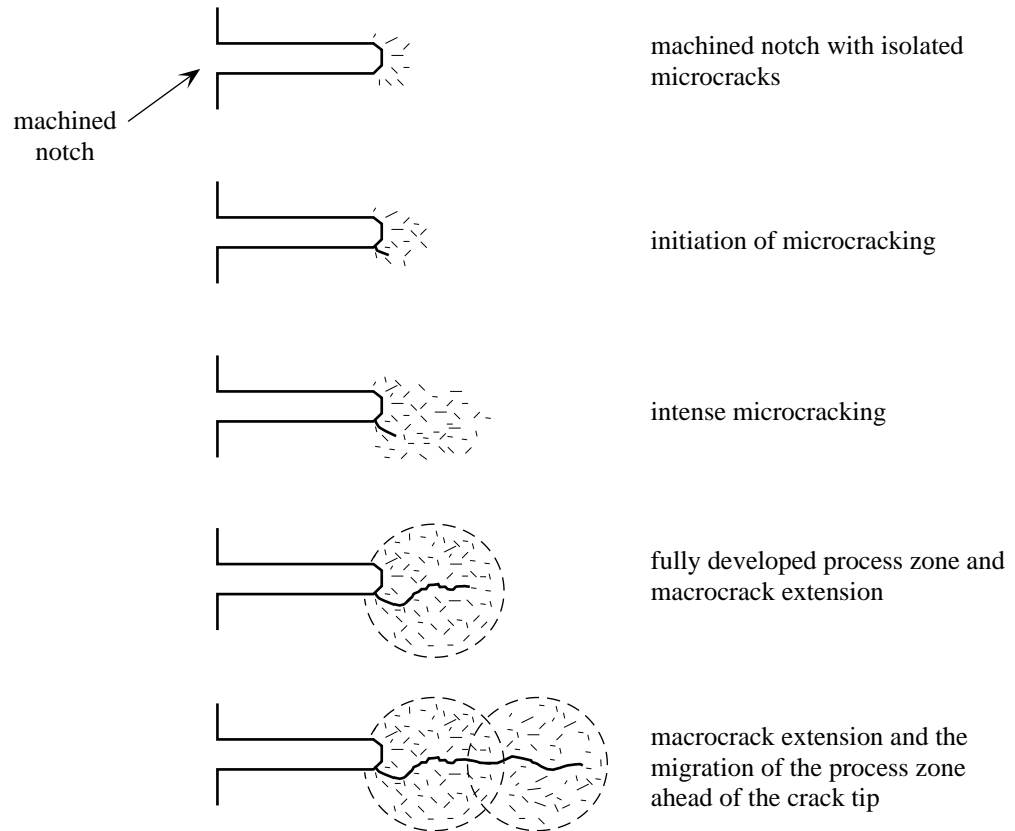 machined notch with isolated
microcracks
machined
notch
initiation of microcracking
intense microcracking
fully developed process zone and
macrocrack extension
macrocrack extension and the
migration of the process zone
ahead of the crack tip